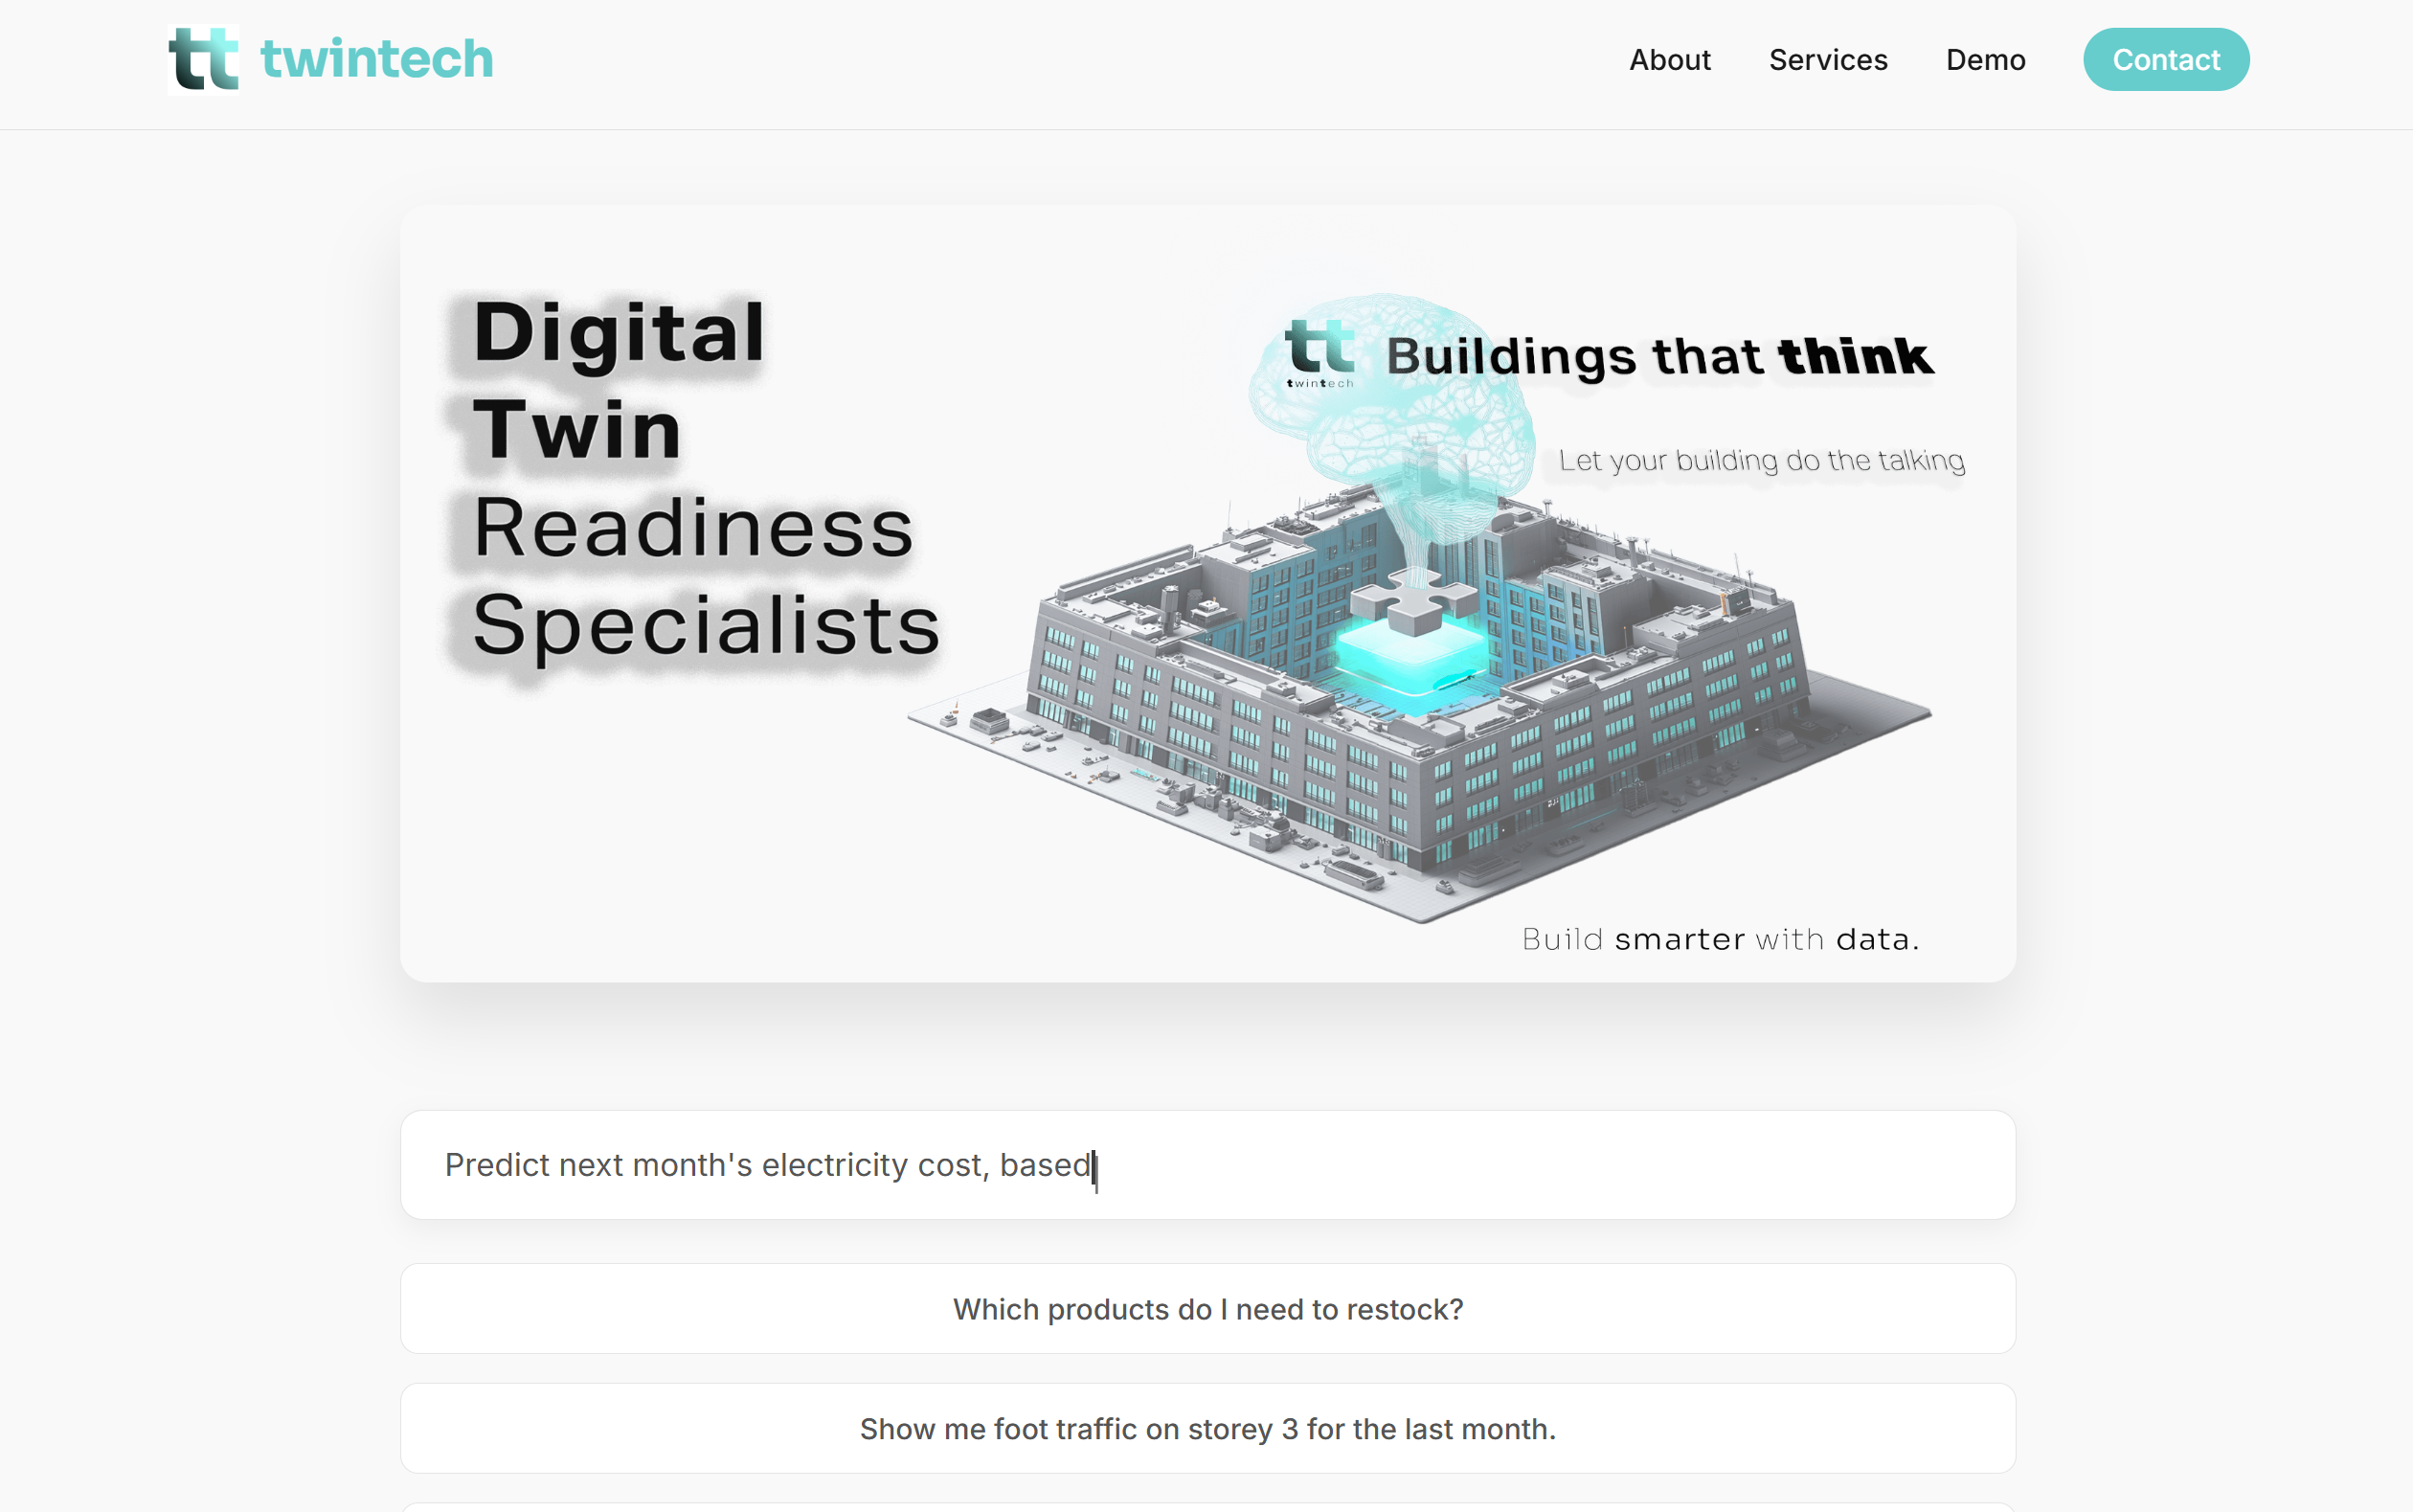 tt twintech
About Services Demo Contact
Digital
Twin
Readiness
Specialists
tt
twintech
Buildings that think
Let your building do the talking
Build smarter with data.
Predict next month's electricity cost, based
Which products do I need to restock?
Show me foot traffic on storey 3 for the last month.